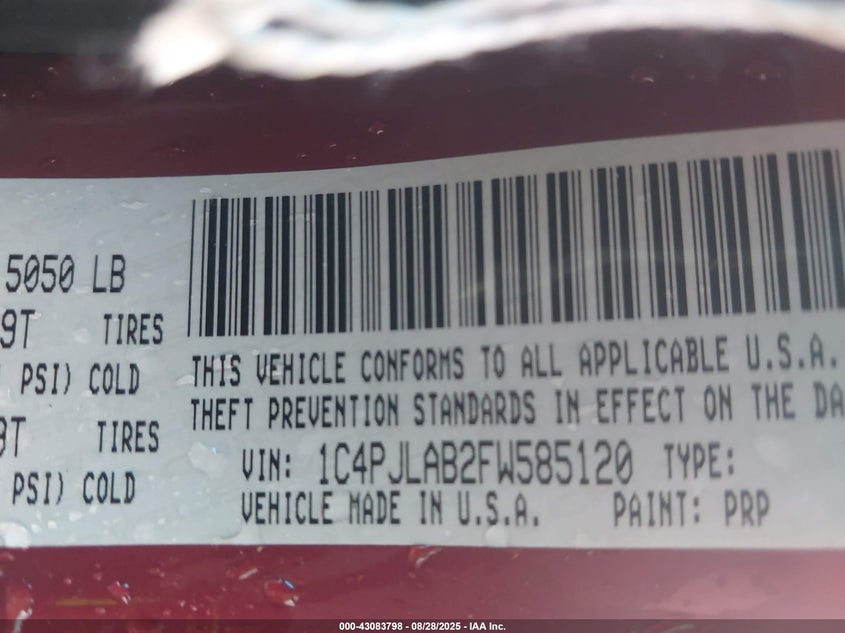 5050 LB
9T TIRES
PSI) COLD
TIRES
PSI) COLD
THIS VEHICLE CONFORMS TO ALL APPLICABLE U.S.A.
THEFT PREVENTION STANDARDS IN EFFECT ON THE DA
VIN: 1C4PJLAB2FW585120 TYPE:
VEHICLE MADE IN U.S.A. PAINT: PRP
000-43083798 - 08/28/2025 - IAA Inc.